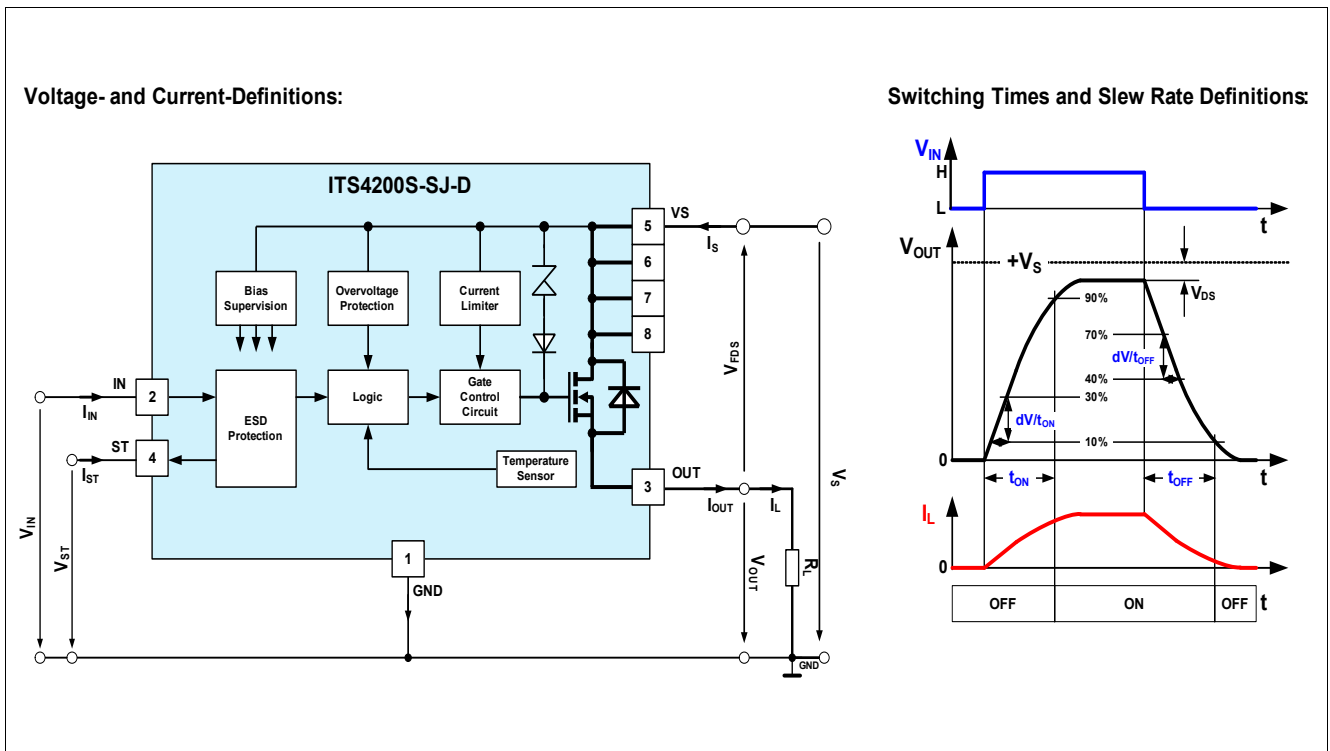 Voltage- and Current-Definitions:
Switching Times and Slew Rate Definitions:
ITS4200S-SJ-D
Bias
Supervision
Overvoltage
Protection
Current
Limiter
VS
5
6
7
8
IS
VFDS
VS
IN
2
IIN
ST
4
IST
VIN
VST
ESD
Protection
Logic
Gate
Control
Circuit
Temperature
Sensor
OUT
3
IOUT
IL
VOUT
RL
1
GND
GND
VIN
H
L
t
VOUT
+VS
VDS
90%
70%
dV/tOFF
40%
30%
dV/tON
10%
0
tON
tOFF
t
IL
0
OFF
ON
OFF
t